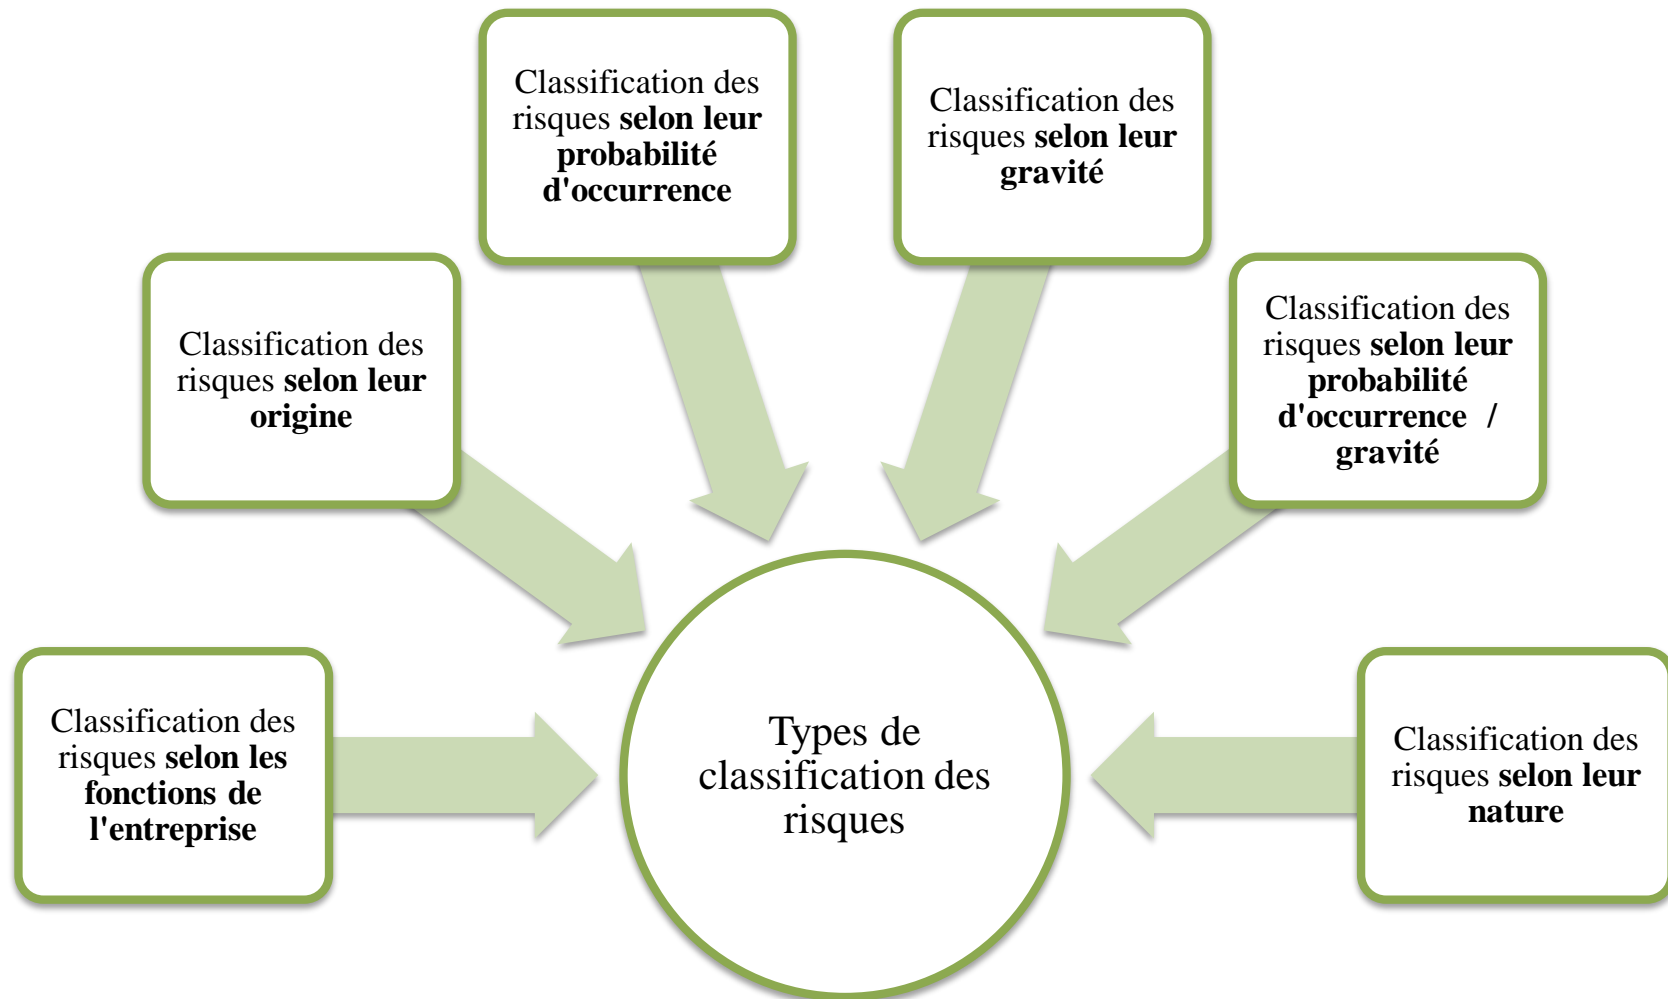 Classification des
risques selon leur
probabilité
d'occurrence
Classification des
risques selon leur
gravité
Classification des
risques selon leur
origine
Classification des
risques selon leur
probabilité
d'occurrence /
gravité
Classification des
risques selon les
fonctions de
l'entreprise
Types de
classification des
risques
Classification des
risques selon leur
nature